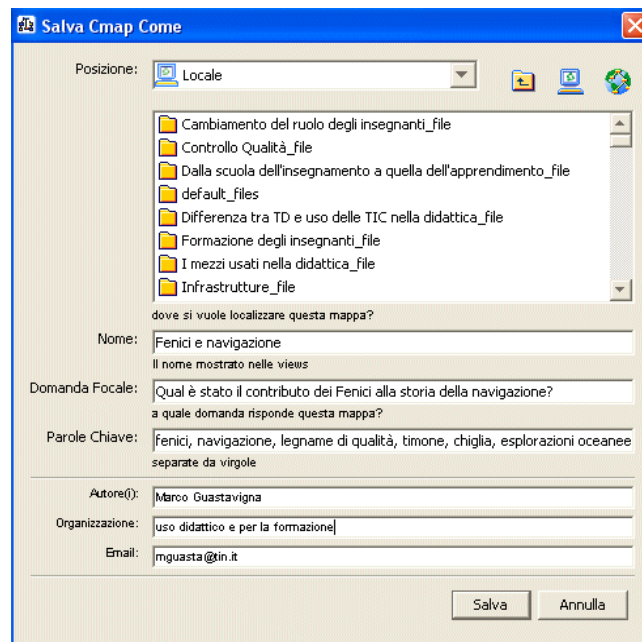 Salva Cmap Come
Posizione: Locale
Cambiamento del ruolo degli insegnanti_file
Controllo Qualità_file
Dalla scuola dell'insegnamento a quella dell'apprendimento_file
default_files
Differenza tra TD e uso delle TIC nella didattica_file
Formazione degli insegnanti_file
I mezzi usati nella didattica_file
Infrastrutture_file
dove si vuole localizzare questa mappa?
Nome: Fenici e navigazione
Il nome mostrato nelle views
Domanda Focale: Qual è stato il contributo dei Fenici alla storia della navigazione?
a quale domanda risponde questa mappa?
Parole Chiave: fenici, navigazione, legname di qualità, timone, chiglia, esplorazioni oceanee
separate da virgole
Autore(i): Marco Guastavigna
Organizzazione: uso didattico e per la formazione
Email: mguasta@tin.it
Salva Annulla